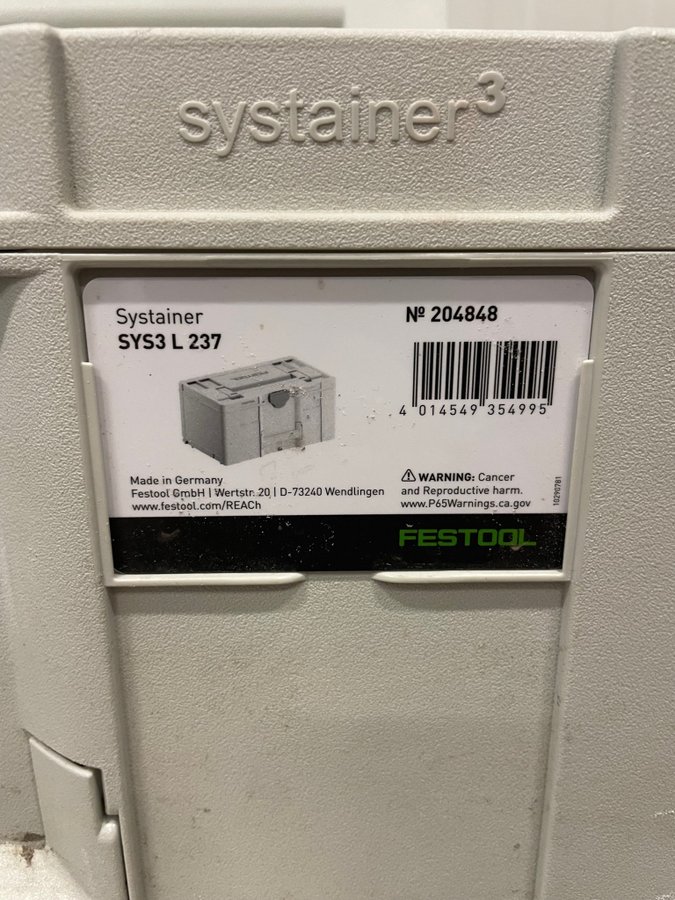 systainer³
Systainer
SYS3 L 237
№ 204848
4 014549 354995
Made in Germany
Festool GmbH | Wertstr. 20 | D-73240 Wendlingen
www.festool.com/REACh
⚠ WARNING: Cancer
and Reproductive harm.
www.P65Warnings.ca.gov
10290781
FESTOOL